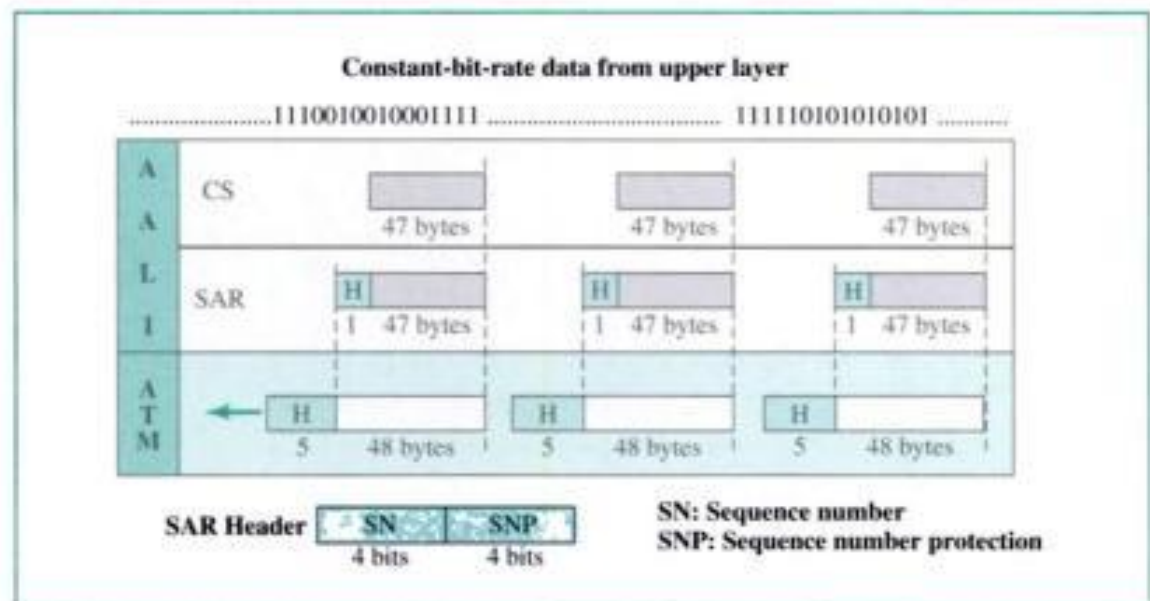 Constant-bit-rate data from upper layer
......................1110010010001111 ................................... 111110101010101 ...........
A A L 1
CS
47 bytes 47 bytes 47 bytes
SAR
H H H
1 47 bytes 1 47 bytes 1 47 bytes
A T M
H H H
5 48 bytes 5 48 bytes 5 48 bytes
SAR Header SN SNP
4 bits 4 bits
SN: Sequence number
SNP: Sequence number protection